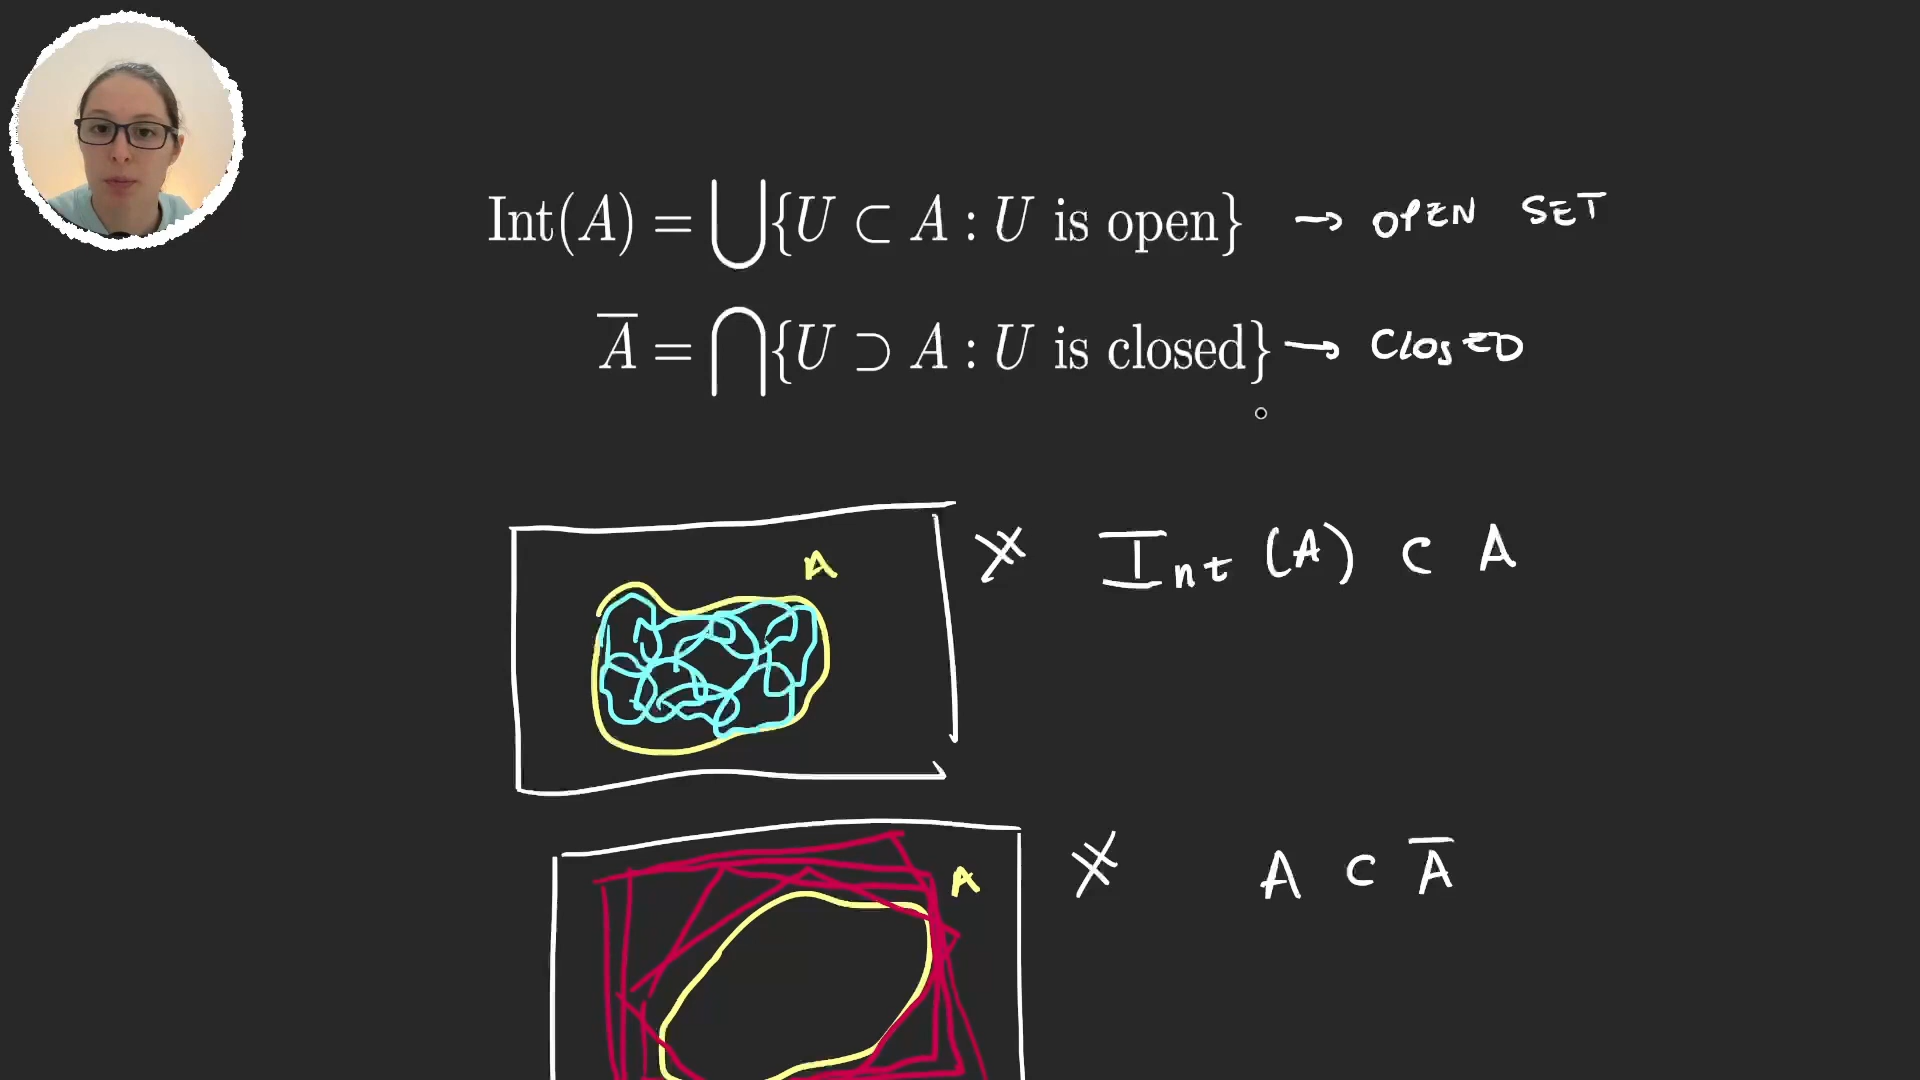 Int(A) = ⋃{U ⊂ A : U is open} → OPEN SET
A̅ = ⋂{U ⊃ A : U is closed} → CLOSED
A
Int (A) ⊂ A
A
A ⊂ A̅